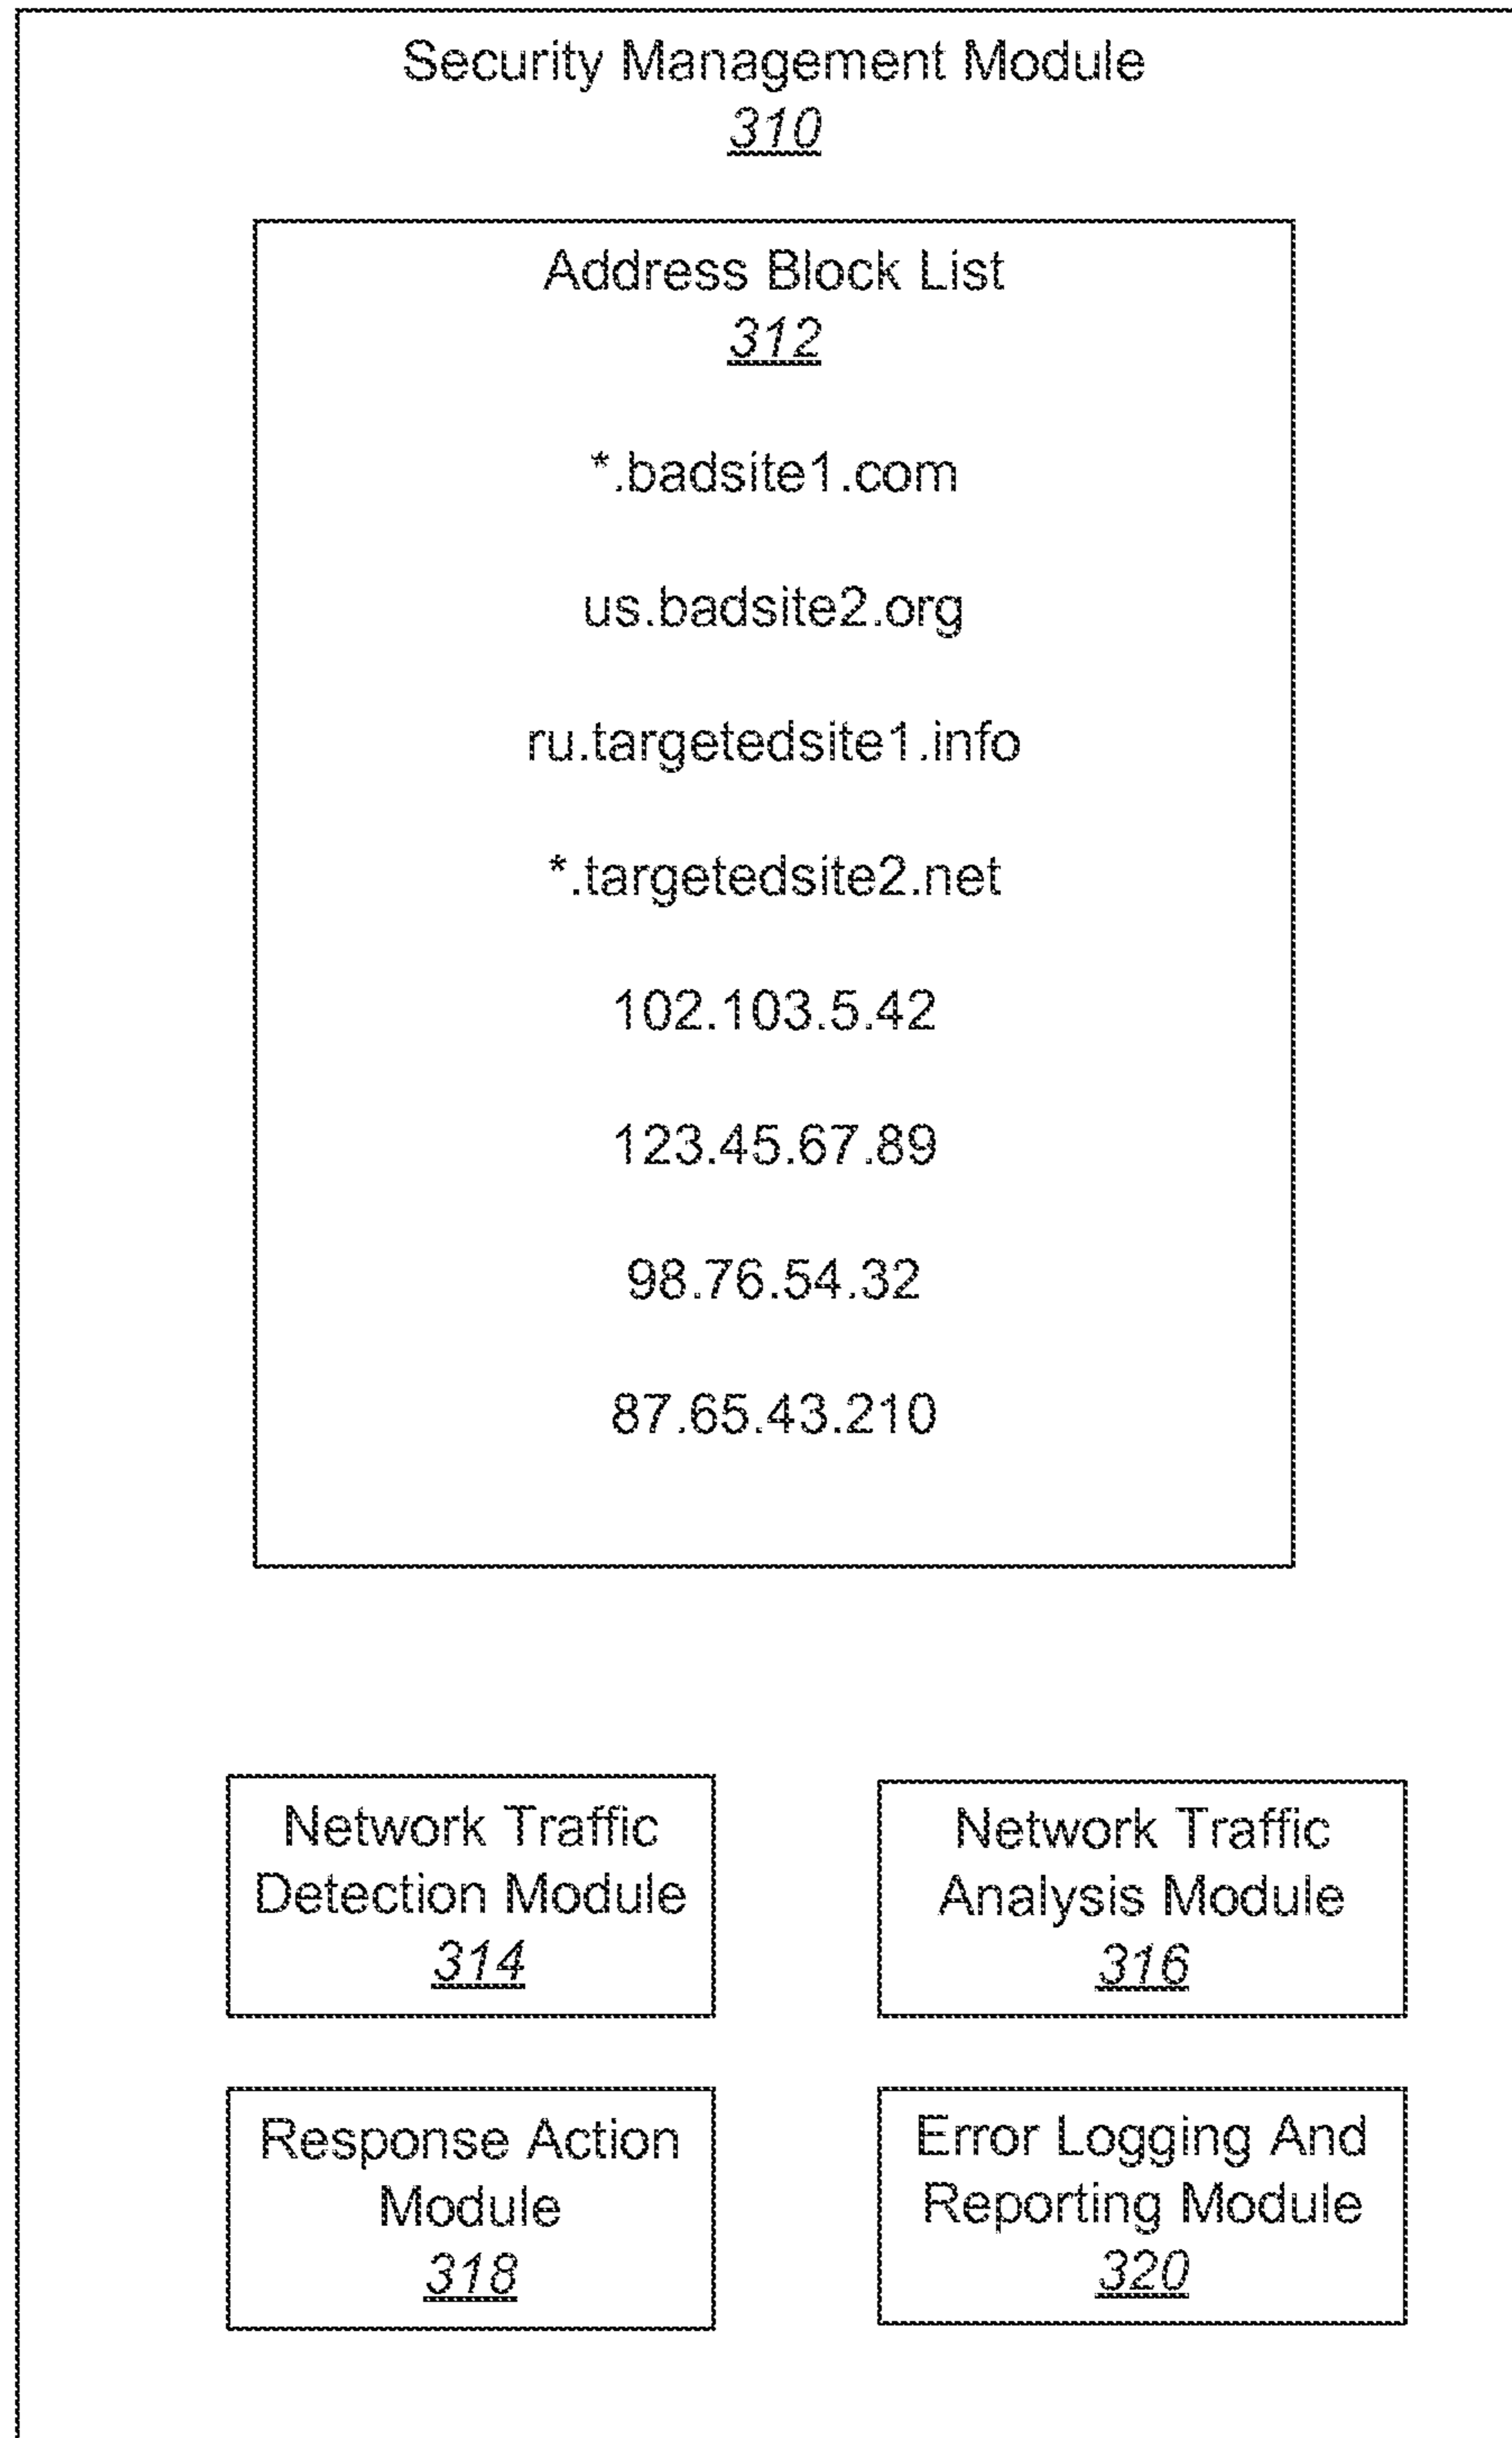 Security Management Module
310
Address Block List
312
*.badsite1.com
us.badsite2.org
ru.targetedsite1.info
*.targetedsite2.net
102.103.5.42
123.45.67.89
98.76.54.32
87.65.43.210
Network Traffic
Detection Module
314
Network Traffic
Analysis Module
316
Response Action
Module
318
Error Logging And
Reporting Module
320